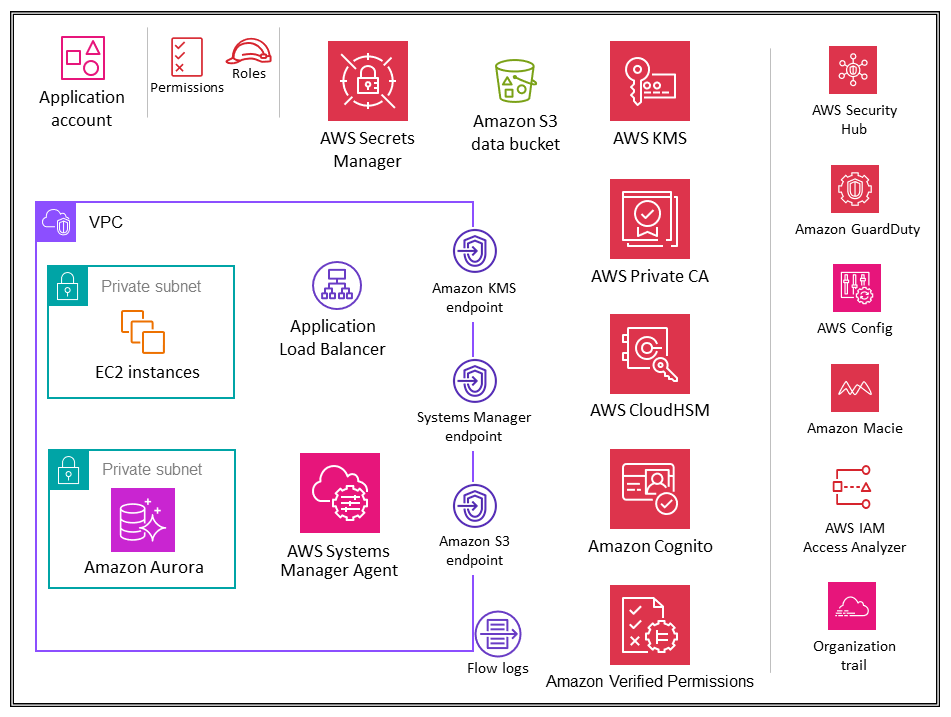 Application
account
Permissions
Roles
AWS Secrets
Manager
Amazon S3
data bucket
AWS KMS
AWS Security
Hub
VPC
Amazon GuardDuty
Private subnet
EC2 instances
Application
Load Balancer
Amazon KMS
endpoint
AWS Private CA
AWS Config
Systems Manager
endpoint
AWS CloudHSM
Amazon Macie
Private subnet
Amazon Aurora
AWS Systems
Manager Agent
Amazon S3
endpoint
Amazon Cognito
AWS IAM
Access Analyzer
Flow logs
Amazon Verified Permissions
Organization
trail